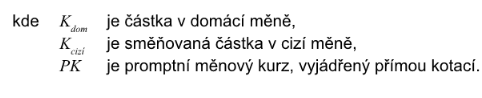 kde K_dom je částka v domácí měně,
K_cizí je směňovaná částka v cizí měně,
PK je promptní měnový kurz, vyjádřený přímou kotací.